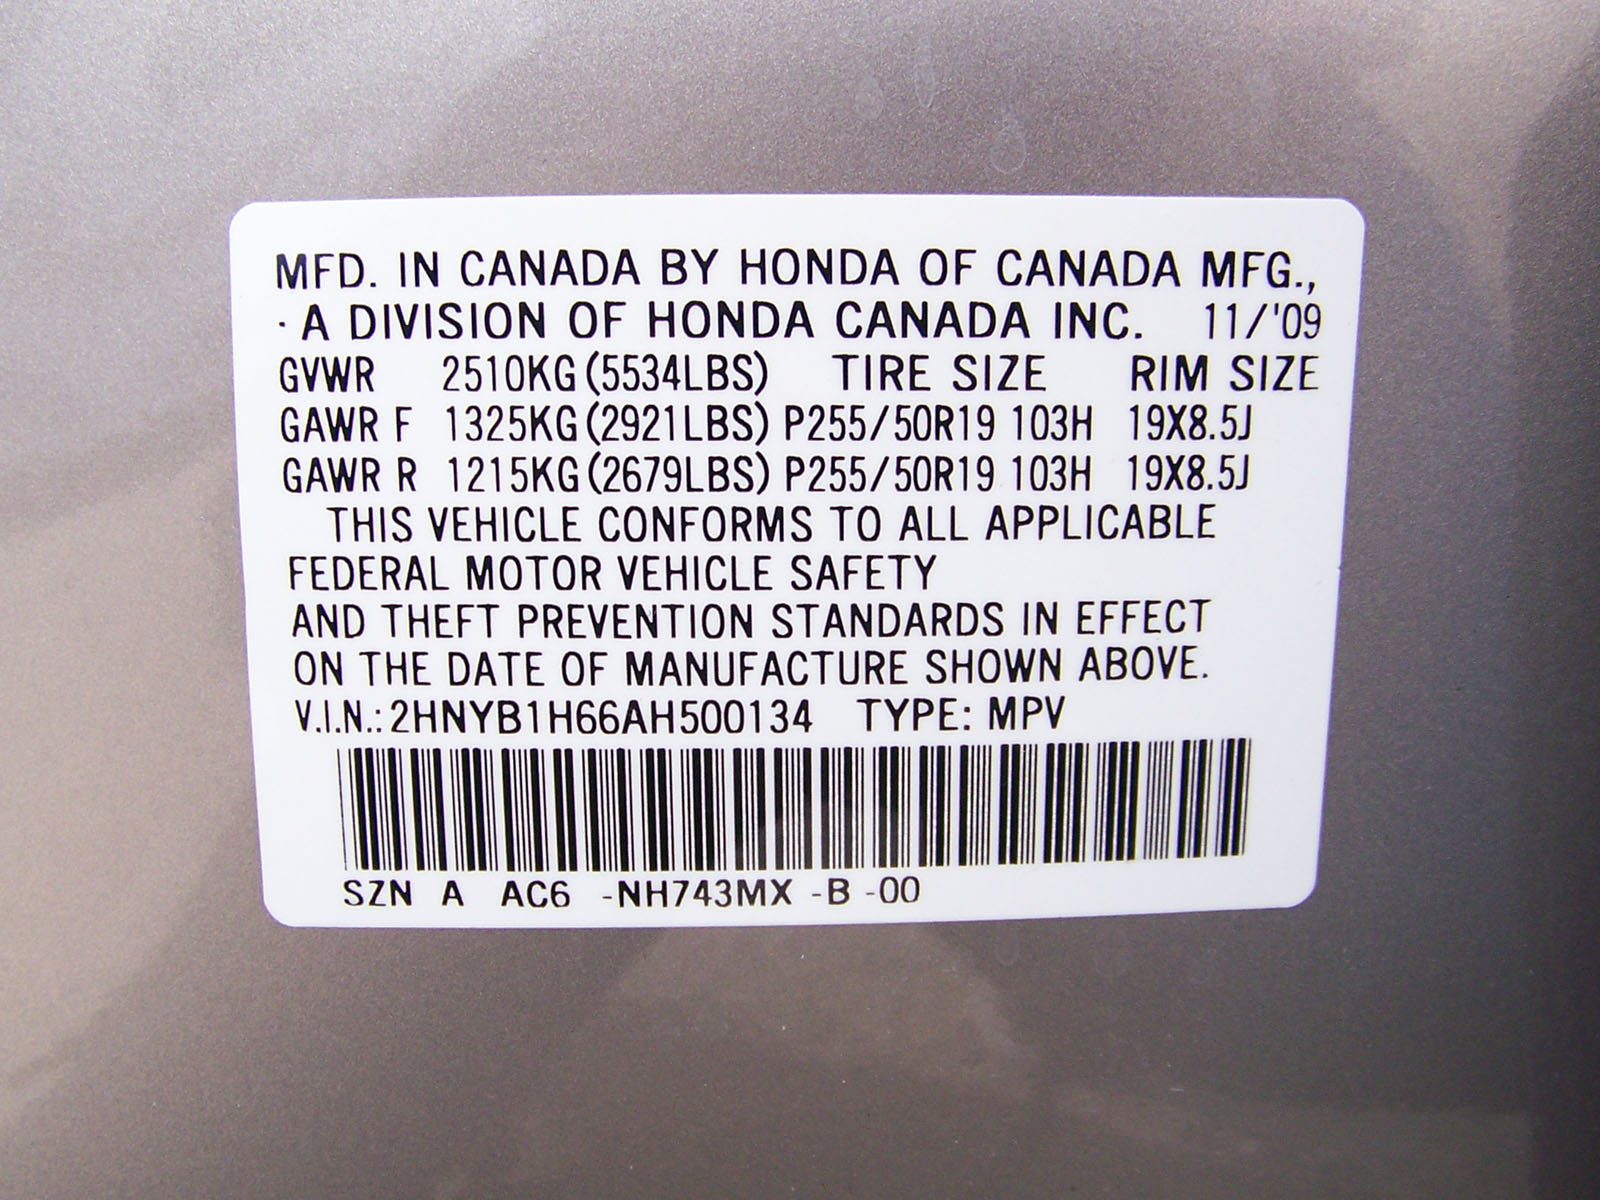 MFD. IN CANADA BY HONDA OF CANADA MFG.,
· A DIVISION OF HONDA CANADA INC. 11/'09
GVWR 2510KG(5534LBS) TIRE SIZE RIM SIZE
GAWR F 1325KG(2921LBS) P255/50R19 103H 19X8.5J
GAWR R 1215KG(2679LBS) P255/50R19 103H 19X8.5J
THIS VEHICLE CONFORMS TO ALL APPLICABLE
FEDERAL MOTOR VEHICLE SAFETY
AND THEFT PREVENTION STANDARDS IN EFFECT
ON THE DATE OF MANUFACTURE SHOWN ABOVE.
V.I.N.: 2HNYB1H66AH500134 TYPE: MPV
SZN A AC6 -NH743MX -B -00